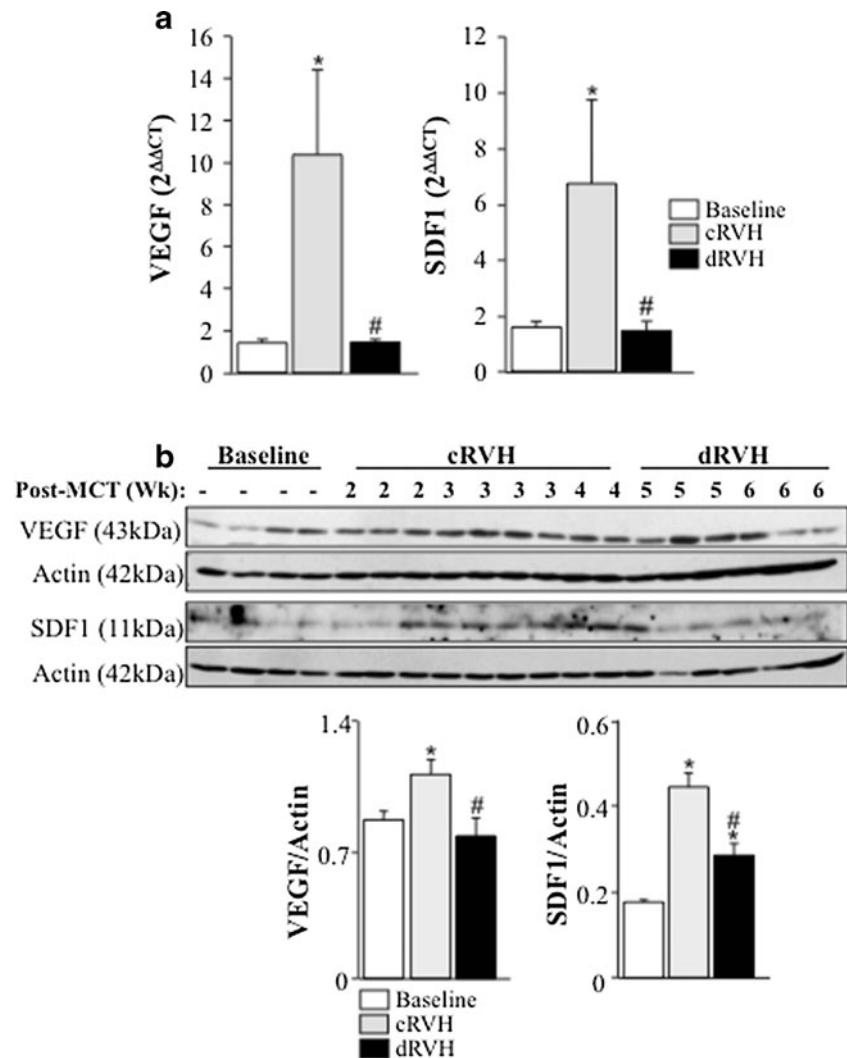 a
16
14
12
10
8
6
4
2
0
VEGF (2^ΔΔCT)
*
#
12
10
8
6
4
2
0
SDF1 (2^ΔΔCT)
*
#
Baseline
cRVH
dRVH
b
Baseline cRVH dRVH
Post-MCT (Wk): - - - - 2 2 2 3 3 3 3 4 4 5 5 5 6 6 6
VEGF (43kDa)
Actin (42kDa)
SDF1 (11kDa)
Actin (42kDa)
1.4
0.7
0
VEGF/Actin
*
#
Baseline
cRVH
dRVH
0.6
0.4
0.2
0
SDF1/Actin
*
#
*